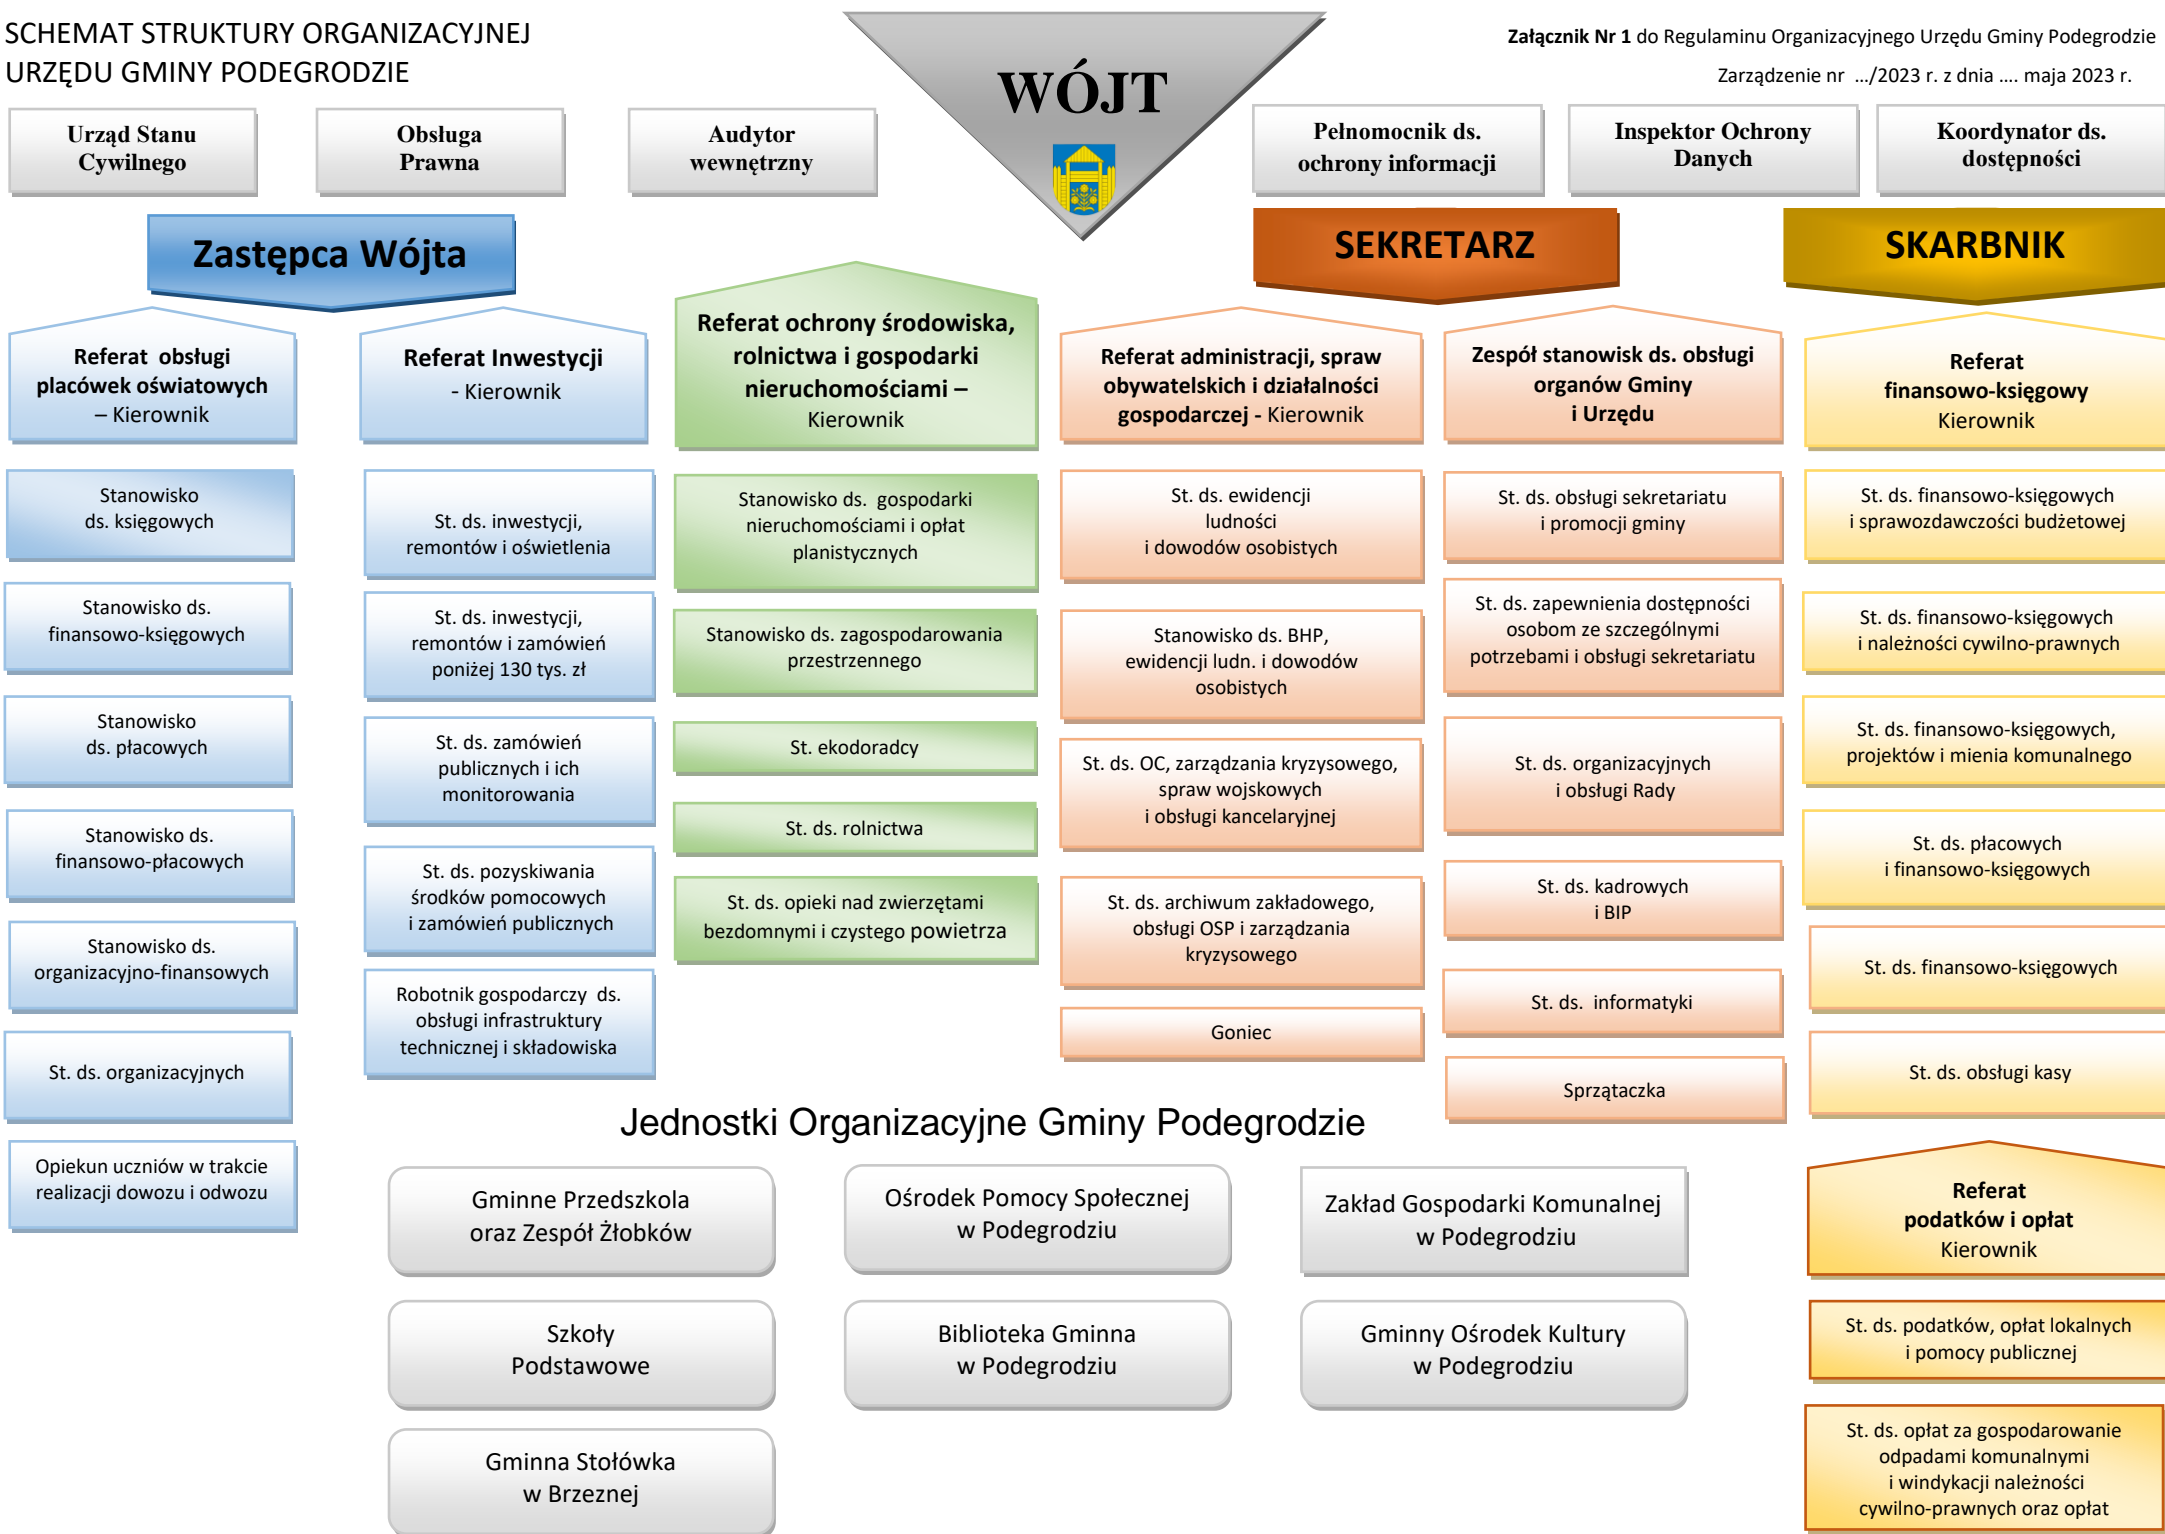 SCHEMAT STRUKTURY ORGANIZACYJNEJ
URZĘDU GMINY PODEGRODZIE
WÓJT
Załącznik Nr 1 do Regulaminu Organizacyjnego Urzędu Gminy Podegrodzie
Zarządzenie nr .../2023 r. z dnia .... maja 2023 r.
Urząd Stanu
Cywilnego
Obsługa
Prawna
Audytor
wewnętrzny
Pełnomocnik ds.
ochrony informacji
Inspektor Ochrony
Danych
Koordynator ds.
dostępności
Zastępca Wójta
SEKRETARZ
SKARBNIK
Referat obsługi
placówek oświatowych
– Kierownik
Stanowisko
ds. księgowych
Stanowisko ds.
finansowo-księgowych
Stanowisko
ds. płacowych
Stanowisko ds.
finansowo-płacowych
Stanowisko ds.
organizacyjno-finansowych
St. ds. organizacyjnych
Opiekun uczniów w trakcie
realizacji dowozu i odwozu
Referat Inwestycji
- Kierownik
St. ds. inwestycji,
remontów i oświetlenia
St. ds. inwestycji,
remontów i zamówień
poniżej 130 tys. zł
St. ds. zamówień
publicznych i ich
monitorowania
St. ds. pozyskiwania
środków pomocowych
i zamówień publicznych
Robotnik gospodarczy ds.
obsługi infrastruktury
technicznej i składowiska
Referat ochrony środowiska,
rolnictwa i gospodarki
nieruchomościami –
Kierownik
Stanowisko ds. gospodarki
nieruchomościami i opłat
planistycznych
Stanowisko ds. zagospodarowania
przestrzennego
St. ekodoradcy
St. ds. rolnictwa
St. ds. opieki nad zwierzętami
bezdomnymi i czystego powietrza
Referat administracji, spraw
obywatelskich i działalności
gospodarczej - Kierownik
St. ds. ewidencji
ludności
i dowodów osobistych
Stanowisko ds. BHP,
ewidencji ludn. i dowodów
osobistych
St. ds. OC, zarządzania kryzysowego,
spraw wojskowych
i obsługi kancelaryjnej
St. ds. archiwum zakładowego,
obsługi OSP i zarządzania
kryzysowego
Goniec
Zespół stanowisk ds. obsługi
organów Gminy
i Urzędu
St. ds. obsługi sekretariatu
i promocji gminy
St. ds. zapewnienia dostępności
osobom ze szczególnymi
potrzebami i obsługi sekretariatu
St. ds. organizacyjnych
i obsługi Rady
St. ds. kadrowych
i BIP
St. ds. informatyki
Sprzątaczka
Referat
finansowo-księgowy
Kierownik
St. ds. finansowo-księgowych
i sprawozdawczości budżetowej
St. ds. finansowo-księgowych
i należności cywilno-prawnych
St. ds. finansowo-księgowych,
projektów i mienia komunalnego
St. ds. płacowych
i finansowo-księgowych
St. ds. finansowo-księgowych
St. ds. obsługi kasy
Referat
podatków i opłat
Kierownik
St. ds. podatków, opłat lokalnych
i pomocy publicznej
St. ds. opłat za gospodarowanie
odpadami komunalnymi
i windykacji należności
cywilno-prawnych oraz opłat
Jednostki Organizacyjne Gminy Podegrodzie
Gminne Przedszkola
oraz Zespół Żłobków
Ośrodek Pomocy Społecznej
w Podegrodziu
Zakład Gospodarki Komunalnej
w Podegrodziu
Szkoły
Podstawowe
Biblioteka Gminna
w Podegrodziu
Gminny Ośrodek Kultury
w Podegrodziu
Gminna Stołówka
w Brzeznej